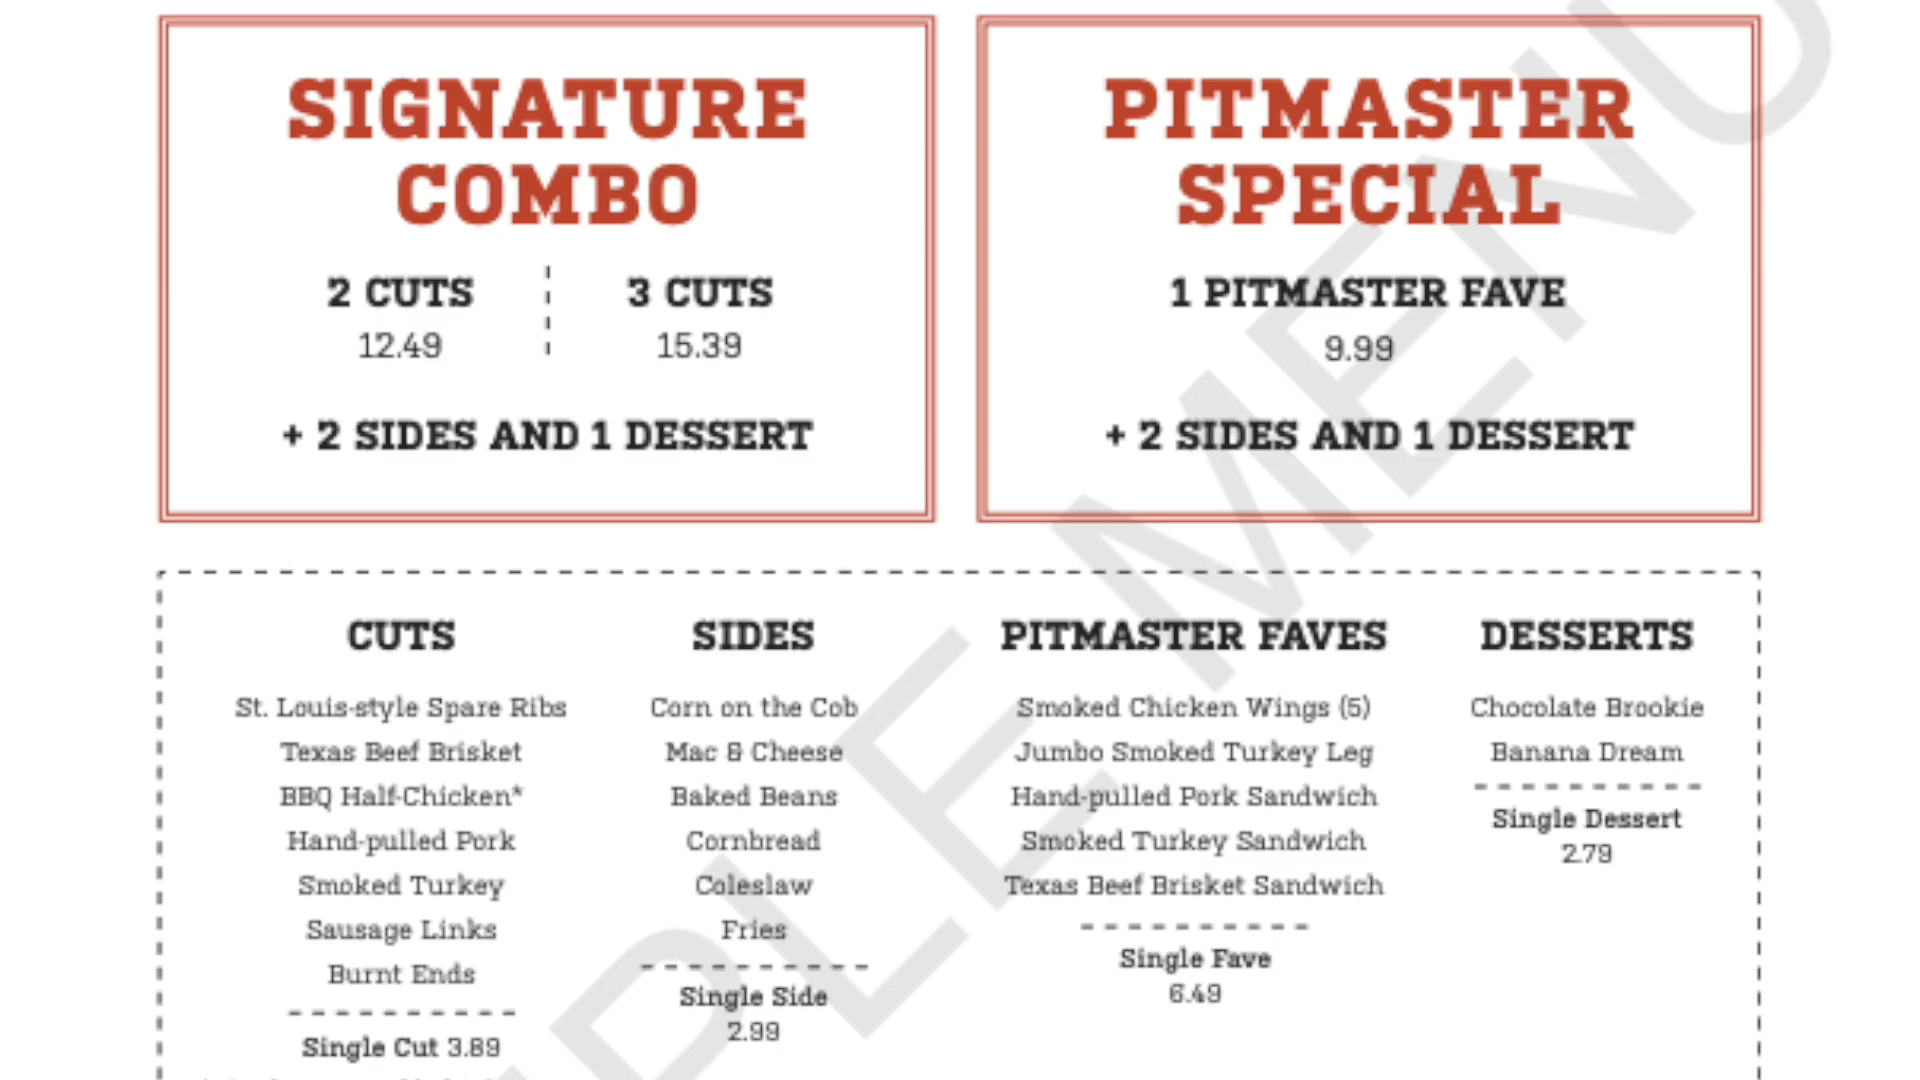 SIGNATURE
COMBO
2 CUTS
12.49
3 CUTS
15.39
+ 2 SIDES AND 1 DESSERT
PITMASTER
SPECIAL
1 PITMASTER FAVE
9.99
+ 2 SIDES AND 1 DESSERT
CUTS
St. Louis-style Spare Ribs
Texas Beef Brisket
BBQ Half-Chicken*
Hand-pulled Pork
Smoked Turkey
Sausage Links
Burnt Ends
Single Cut 3.89
SIDES
Corn on the Cob
Mac & Cheese
Baked Beans
Cornbread
Coleslaw
Fries
Single Side
2.99
PITMASTER FAVES
Smoked Chicken Wings (5)
Jumbo Smoked Turkey Leg
Hand-pulled Pork Sandwich
Smoked Turkey Sandwich
Texas Beef Brisket Sandwich
Single Fave
6.49
DESSERTS
Chocolate Brookie
Banana Dream
Single Dessert
2.79
PLE MENU